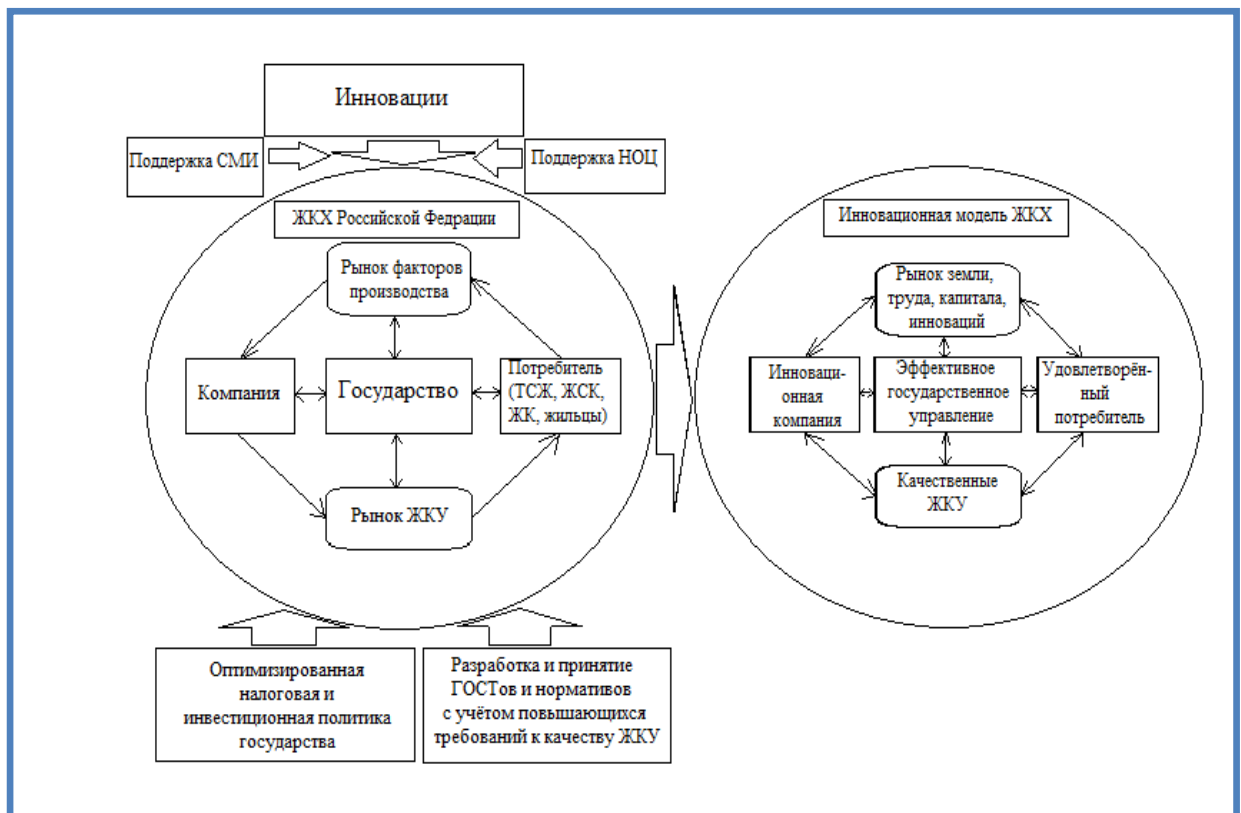 Инновации
Поддержка СМИ
Поддержка НОЦ
ЖКХ Российской Федрации
Рынок факторов
производства
Компания
Государство
Потребитель
(ТСЖ, ЖСК,
ЖК, жильцы)
Рынок ЖКУ
Оптимизированная
налоговая и
инвестиционная политика
государства
Разработка и принятие
ГОСТов и нормативов
с учётом повышающихся
требований к качеству ЖКУ
Инновационная модель ЖКХ
Рынок земли,
труда, капитала,
инноваций
Инноваци-
онная
компания
Эффективное
государственное
управление
Удовлетворён-
ный
потребитель
Качественные
ЖКУ